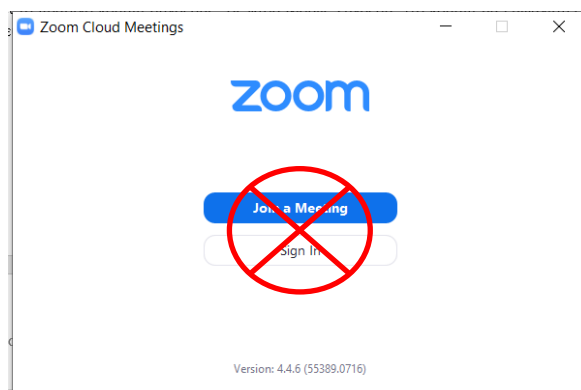 Zoom Cloud Meetings
zoom
Join a Meeting
Sign In
Version: 4.4.6 (55389.0716)